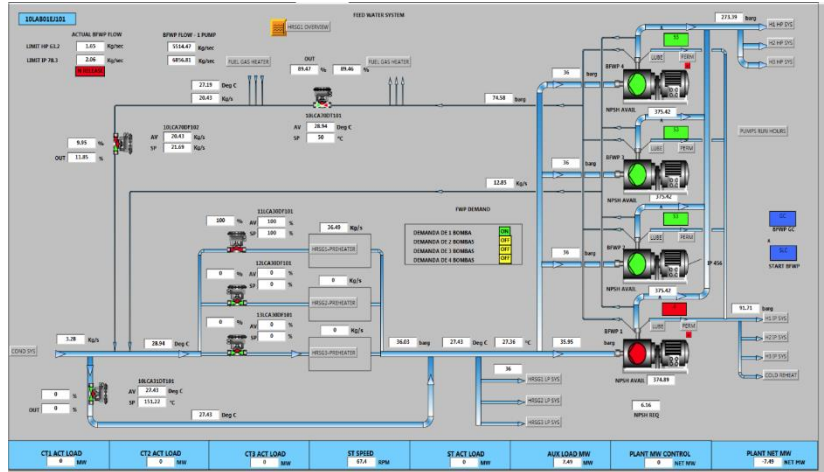 10LAB01EJ101
FEED WATER SYSTEM
HRSG1 OVERVIEW
ACTUAL BFWP FLOW
BFWP FLOW - 1 PUMP
LIMIT HP 63.2
1.65 Kg/sec
5514.47 Kg/sec
LIMIT IP 78.3
2.06 Kg/sec
6856.81 Kg/sec
FUEL GAS HEATER
OUT
89.47 %
89.46 %
FUEL GAS HEATER
27.19 Deg C
20.43 Kg/s
10LCA70DT101
AV 28.94 Deg C
SP 50 °C
74.58 barg
10LCA70DF102
AV 20.43 Kg/s
SP 21.69 Kg/s
9.95 %
OUT 11.85 %
12.85 Kg/s
273.79 barg
H1 HP SYS
H2 HP SYS
H3 HP SYS
LUBE
PERM
BFWP 4
36 barg
NPSH AVAIL
375.42
PUMPS RUN HOURS
BFWP 3
36 barg
NPSH AVAIL
375.42
LUBE
PERM
BFWP 2
36 barg
NPSH AVAIL
375.42
BFWP GC
START BFWP
FWP DEMAND
DEMANDA DE 1 BOMBA ON
DEMANDA DE 2 BOMBAS OFF
DEMANDA DE 3 BOMBAS OFF
DEMANDA DE 4 BOMBAS OFF
11LCA30DF101
100 %
AV 100 %
SP 100 %
36.49 Kg/s
HRSG1-PREHEATER
12LCA30DF101
0 %
AV 0 %
SP 0 %
0 Kg/s
HRSG2-PREHEATER
13LCA30DF101
0 %
AV 0 %
SP 0 %
0 Kg/s
HRSG3-PREHEATER
LUBE
PERM
BFWP 1
91.71 barg
H1 IP SYS
H2 IP SYS
H3 IP SYS
COLD REHEAT
COND SYS
3.28 Kg/s
28.94 Deg C
36.03 barg
27.43 Deg C
27.36 °C
35.95 barg
NPSH AVAIL 374.89
6.16
NPSH REQ
36
HRSG1 LP SYS
HRSG2 LP SYS
HRSG3 LP SYS
10LCA31DT101
AV 27.43 Deg C
SP 151.22 °C
0 %
OUT 0 %
27.43 Deg C
CT1 ACT LOAD
0 MW
CT2 ACT LOAD
0 MW
CT3 ACT LOAD
0 MW
ST SPEED
67.4 RPM
ST ACT LOAD
0 MW
AUX LOAD MW
7.49 MW
PLANT MW CONTROL
0 NET MW
PLANT NET MW
-7.49 NET MW